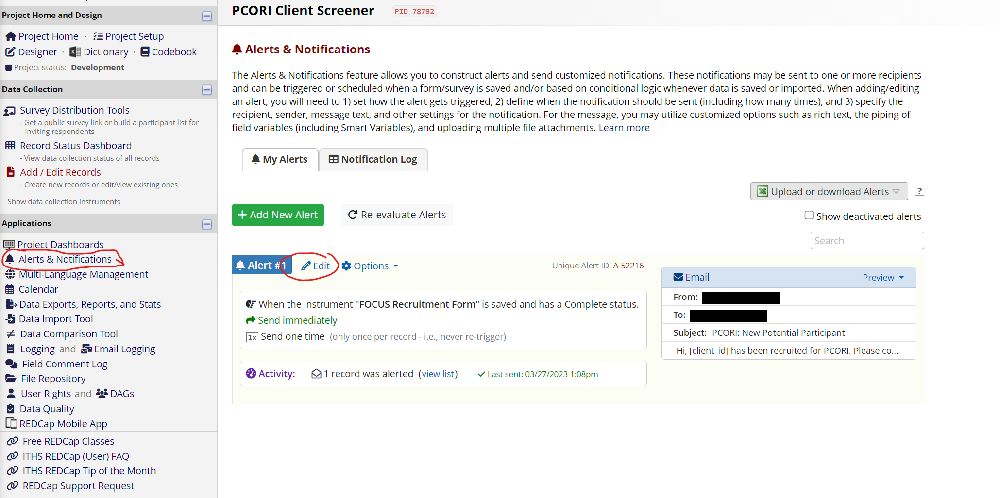 Project Home and Design
Project Home · Project Setup
Designer · Dictionary · Codebook
Project status: Development
Data Collection
Survey Distribution Tools
- Get a public survey link or build a participant list for
inviting respondents
Record Status Dashboard
- View data collection status of all records
Add / Edit Records
- Create new records or edit/view existing ones
Show data collection instruments
Applications
Project Dashboards
Alerts & Notifications
Multi-Language Management
Calendar
Data Exports, Reports, and Stats
Data Import Tool
Data Comparison Tool
Logging and Email Logging
Field Comment Log
File Repository
User Rights and DAGs
Data Quality
REDCap Mobile App
Free REDCap Classes
ITHS REDCap (User) FAQ
ITHS REDCap Tip of the Month
REDCap Support Request
PCORI Client Screener PID 78792
Alerts & Notifications
The Alerts & Notifications feature allows you to construct alerts and send customized notifications. These notifications may be sent to one or more recipients
and can be triggered or scheduled when a form/survey is saved and/or based on conditional logic whenever data is saved or imported. When adding/editing
an alert, you will need to 1) set how the alert gets triggered, 2) define when the notification should be sent (including how many times), and 3) specify the
recipient, sender, message text, and other settings for the notification. For the message, you may utilize customized options such as rich text, the piping of
field variables (including Smart Variables), and uploading multiple file attachments. Learn more
My Alerts Notification Log
Upload or download Alerts ?
+ Add New Alert Re-evaluate Alerts
Show deactivated alerts
Search
Alert #1 Edit Options Unique Alert ID: A-52216
When the instrument "FOCUS Recruitment Form" is saved and has a Complete status.
Send immediately
1x Send one time (only once per record - i.e., never re-trigger)
Activity: 1 record was alerted (view list) Last sent: 03/27/2023 1:08pm
Email Preview
From:
To:
Subject: PCORI: New Potential Participant
Hi, [client_id] has been recruited for PCORI. Please co...